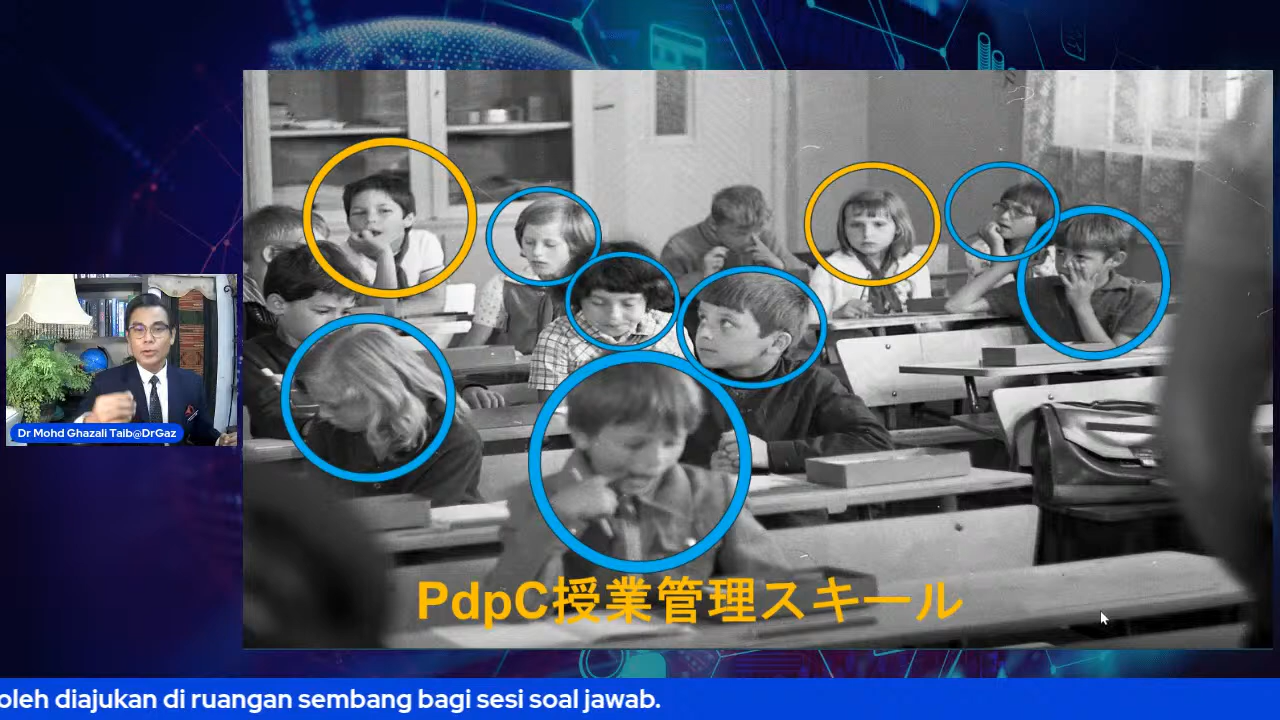 Dr Mohd Ghazali Taib@DrGaz
PdpC授業管理スキール
oleh diajukan di ruangan sembang bagi sesi soal jawab.